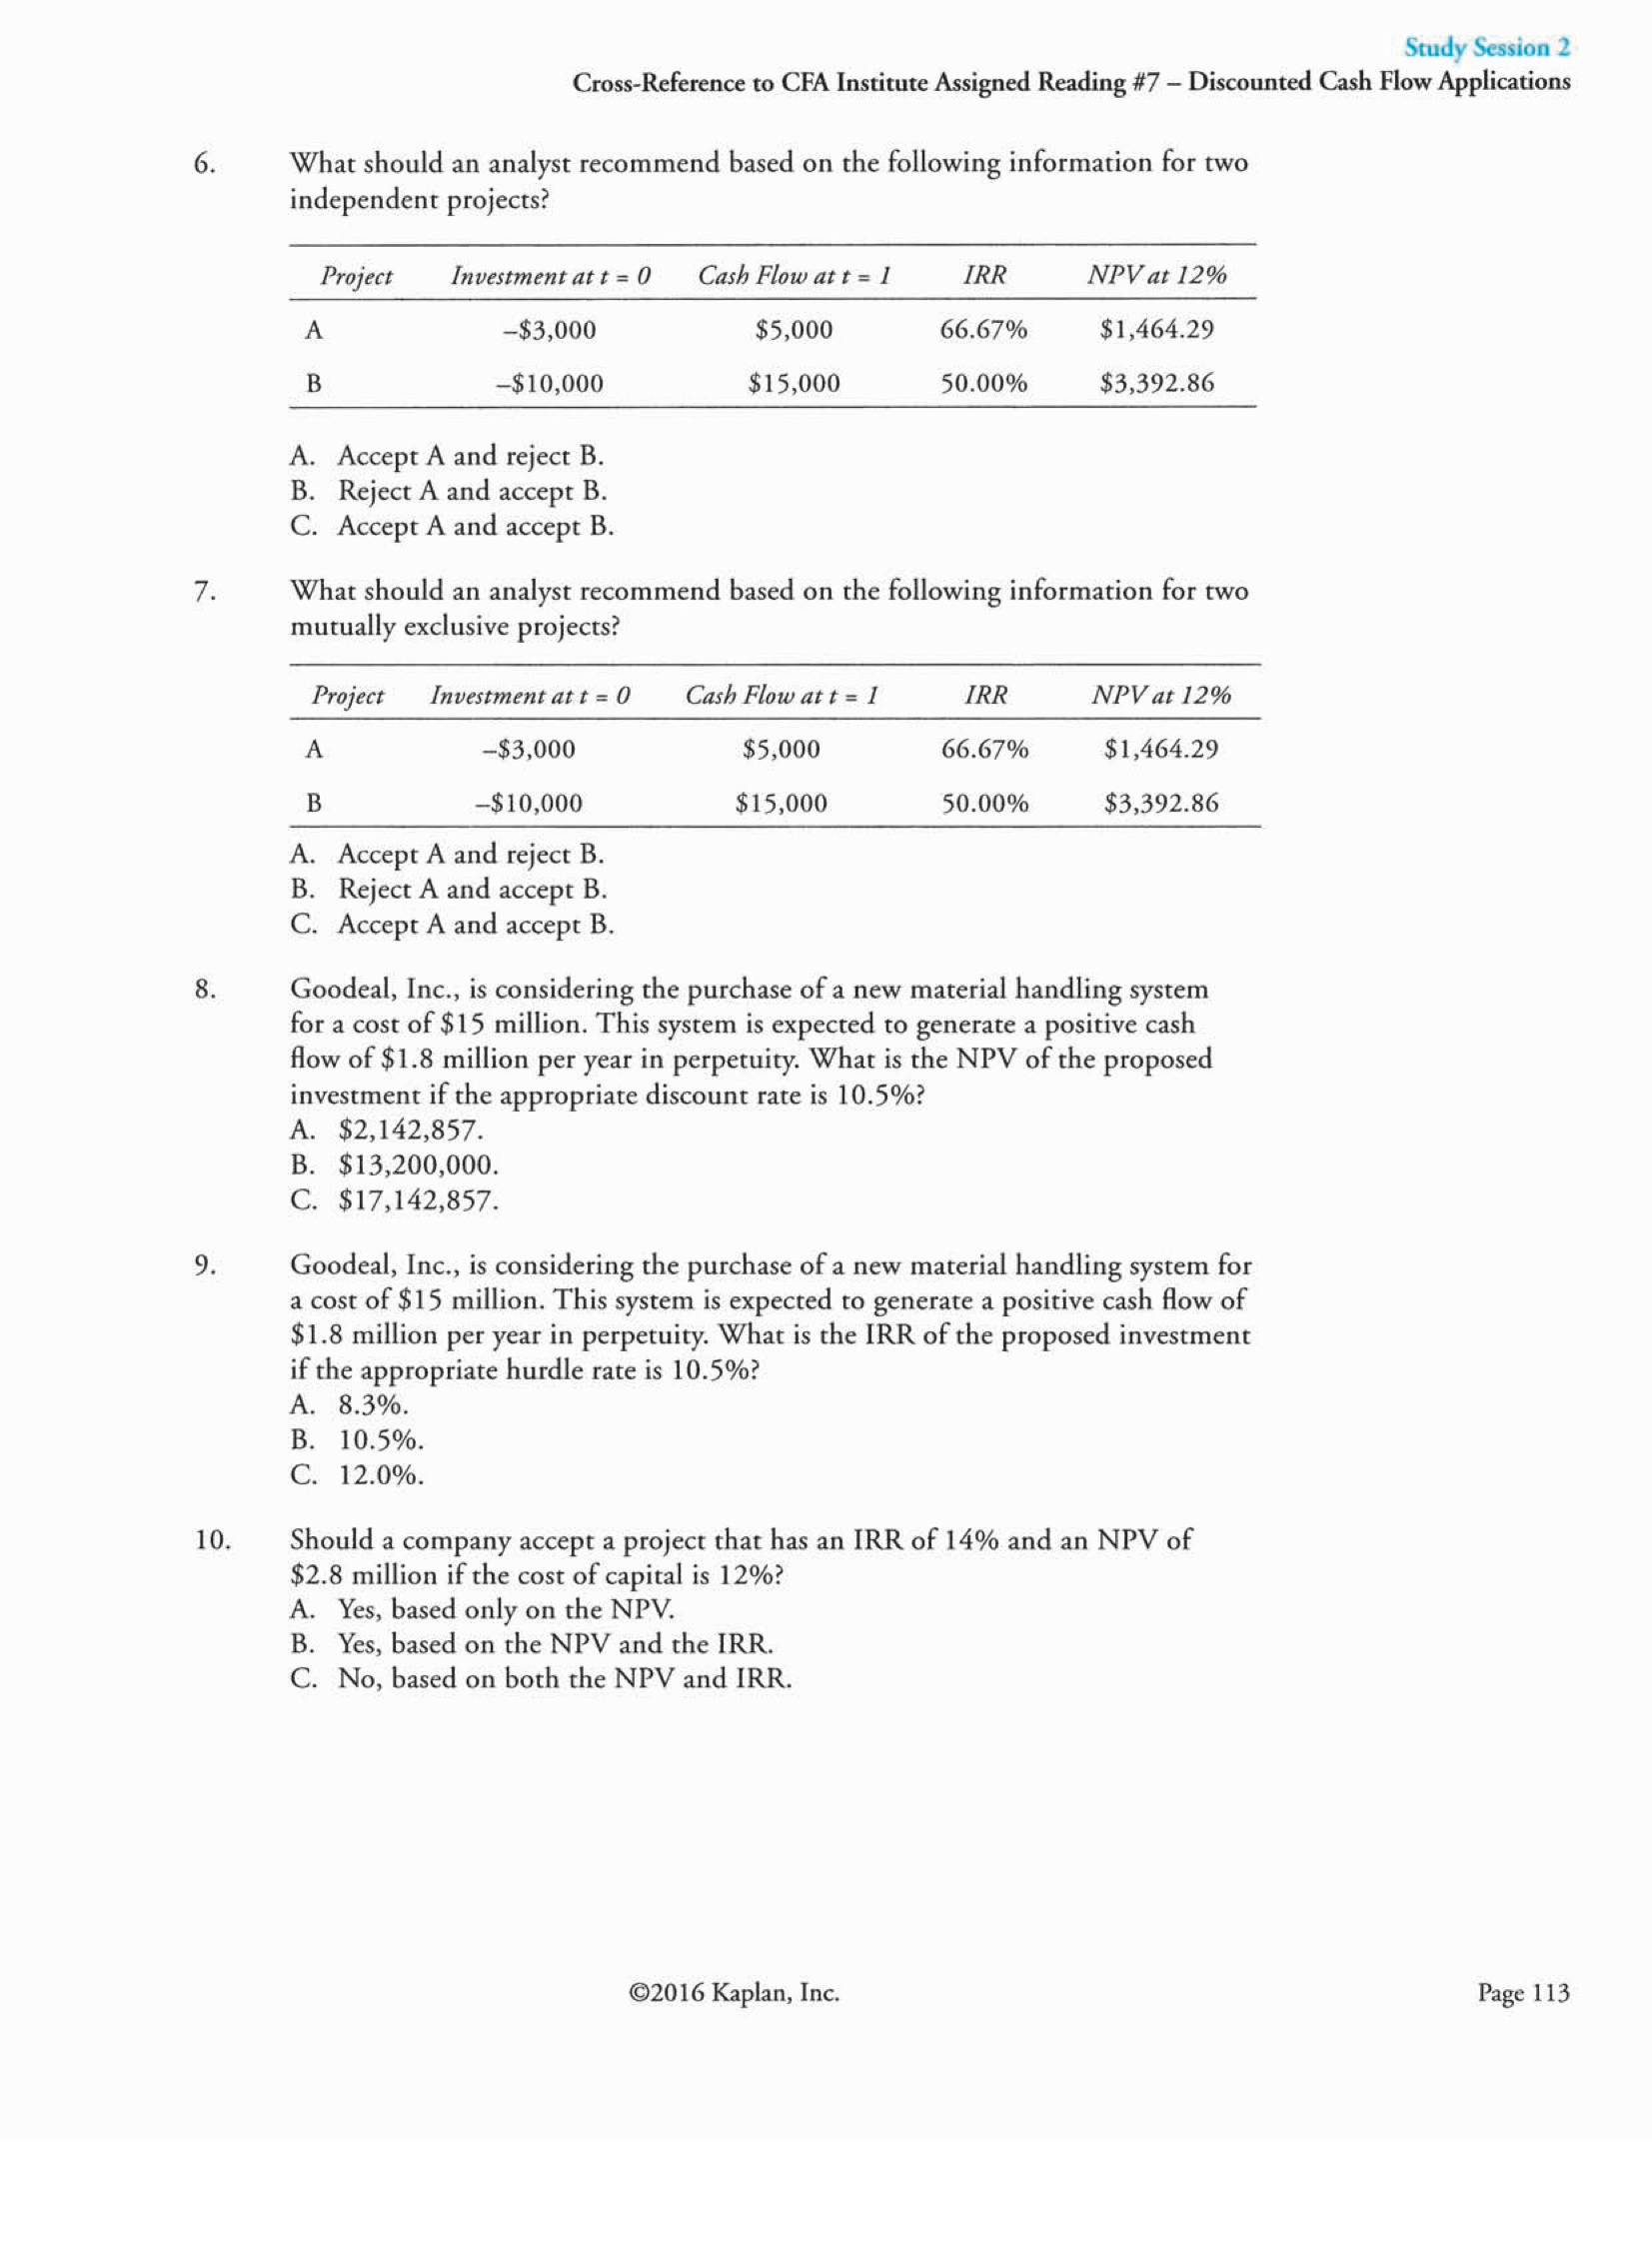 Study Session 2
Cross-Reference to CFA Institute Assigned Reading #7 – Discounted Cash Flow Applications
6. What should an analyst recommend based on the following information for two
independent projects?
Project Investment at t = 0 Cash Flow at t = 1 IRR NPV at 12%
A –$3,000 $5,000 66.67% $1,464.29
B –$10,000 $15,000 50.00% $3,392.86
A. Accept A and reject B.
B. Reject A and accept B.
C. Accept A and accept B.
7. What should an analyst recommend based on the following information for two
mutually exclusive projects?
Project Investment at t = 0 Cash Flow at t = 1 IRR NPV at 12%
A –$3,000 $5,000 66.67% $1,464.29
B –$10,000 $15,000 50.00% $3,392.86
A. Accept A and reject B.
B. Reject A and accept B.
C. Accept A and accept B.
8. Goodeal, Inc., is considering the purchase of a new material handling system
for a cost of $15 million. This system is expected to generate a positive cash
flow of $1.8 million per year in perpetuity. What is the NPV of the proposed
investment if the appropriate discount rate is 10.5%?
A. $2,142,857.
B. $13,200,000.
C. $17,142,857.
9. Goodeal, Inc., is considering the purchase of a new material handling system for
a cost of $15 million. This system is expected to generate a positive cash flow of
$1.8 million per year in perpetuity. What is the IRR of the proposed investment
if the appropriate hurdle rate is 10.5%?
A. 8.3%.
B. 10.5%.
C. 12.0%.
10. Should a company accept a project that has an IRR of 14% and an NPV of
$2.8 million if the cost of capital is 12%?
A. Yes, based only on the NPV.
B. Yes, based on the NPV and the IRR.
C. No, based on both the NPV and IRR.
©2016 Kaplan, Inc. Page 113